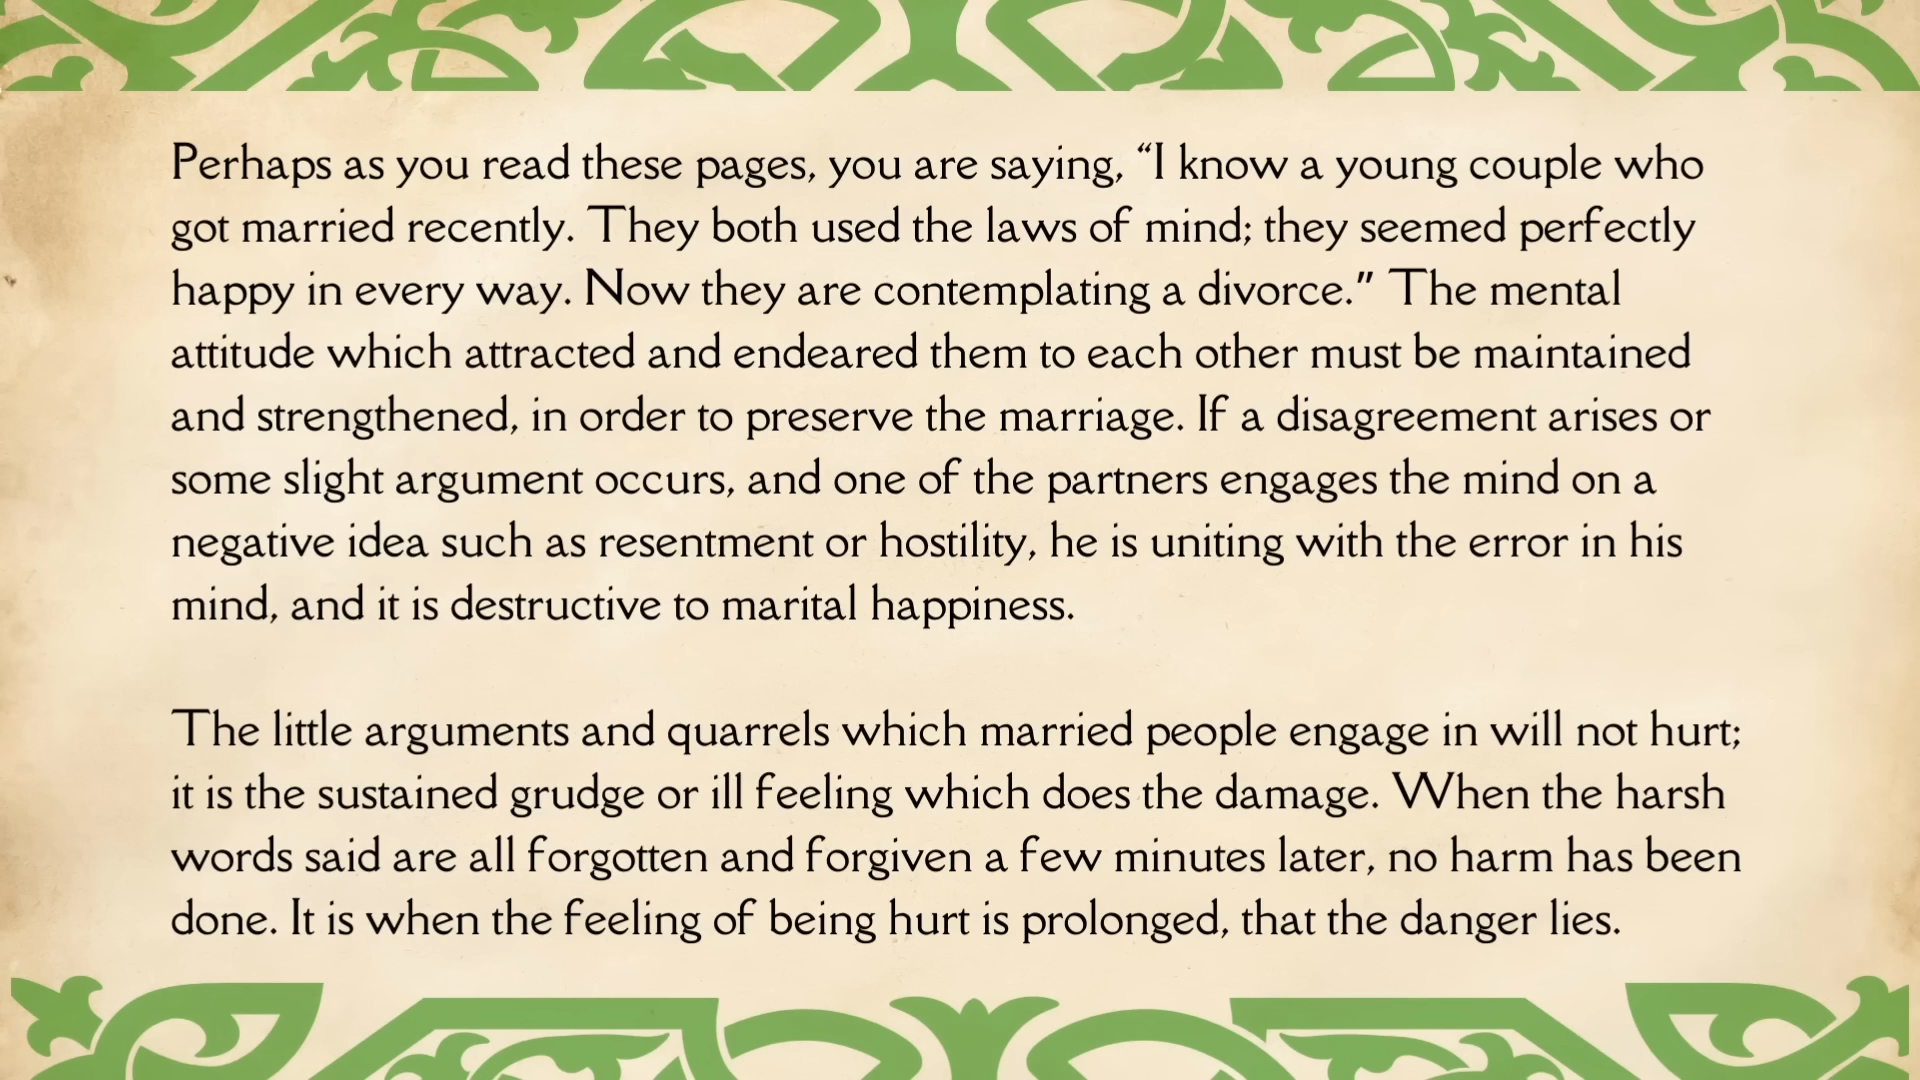 Perhaps as you read these pages, you are saying, “I know a young couple who
got married recently. They both used the laws of mind; they seemed perfectly
happy in every way. Now they are contemplating a divorce.” The mental
attitude which attracted and endeared them to each other must be maintained
and strengthened, in order to preserve the marriage. If a disagreement arises or
some slight argument occurs, and one of the partners engages the mind on a
negative idea such as resentment or hostility, he is uniting with the error in his
mind, and it is destructive to marital happiness.
The little arguments and quarrels which married people engage in will not hurt;
it is the sustained grudge or ill feeling which does the damage. When the harsh
words said are all forgotten and forgiven a few minutes later, no harm has been
done. It is when the feeling of being hurt is prolonged, that the danger lies.